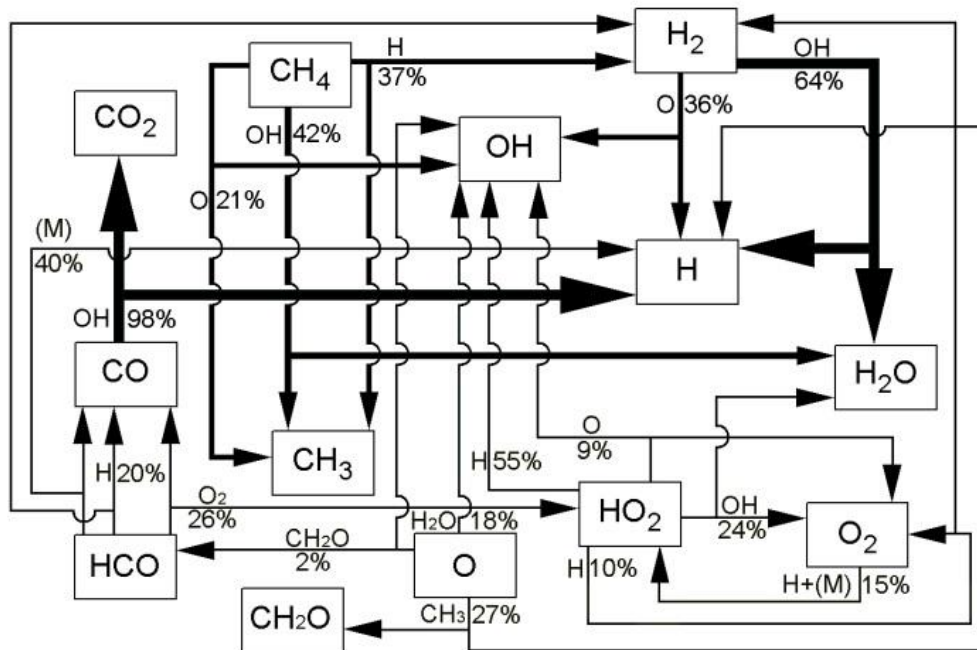 H₂
OH
64%
H
37%
CH₄
O 36%
CO₂
OH 42%
OH
O 21%
(M)
40%
H
OH 98%
CO
H₂O
CH₃
O
9%
H 20%
H 55%
O₂
26%
H₂O 18%
HO₂
OH
24%
O₂
CH₂O
2%
HCO
O
H 10%
H+(M) 15%
CH₂O
CH₃ 27%